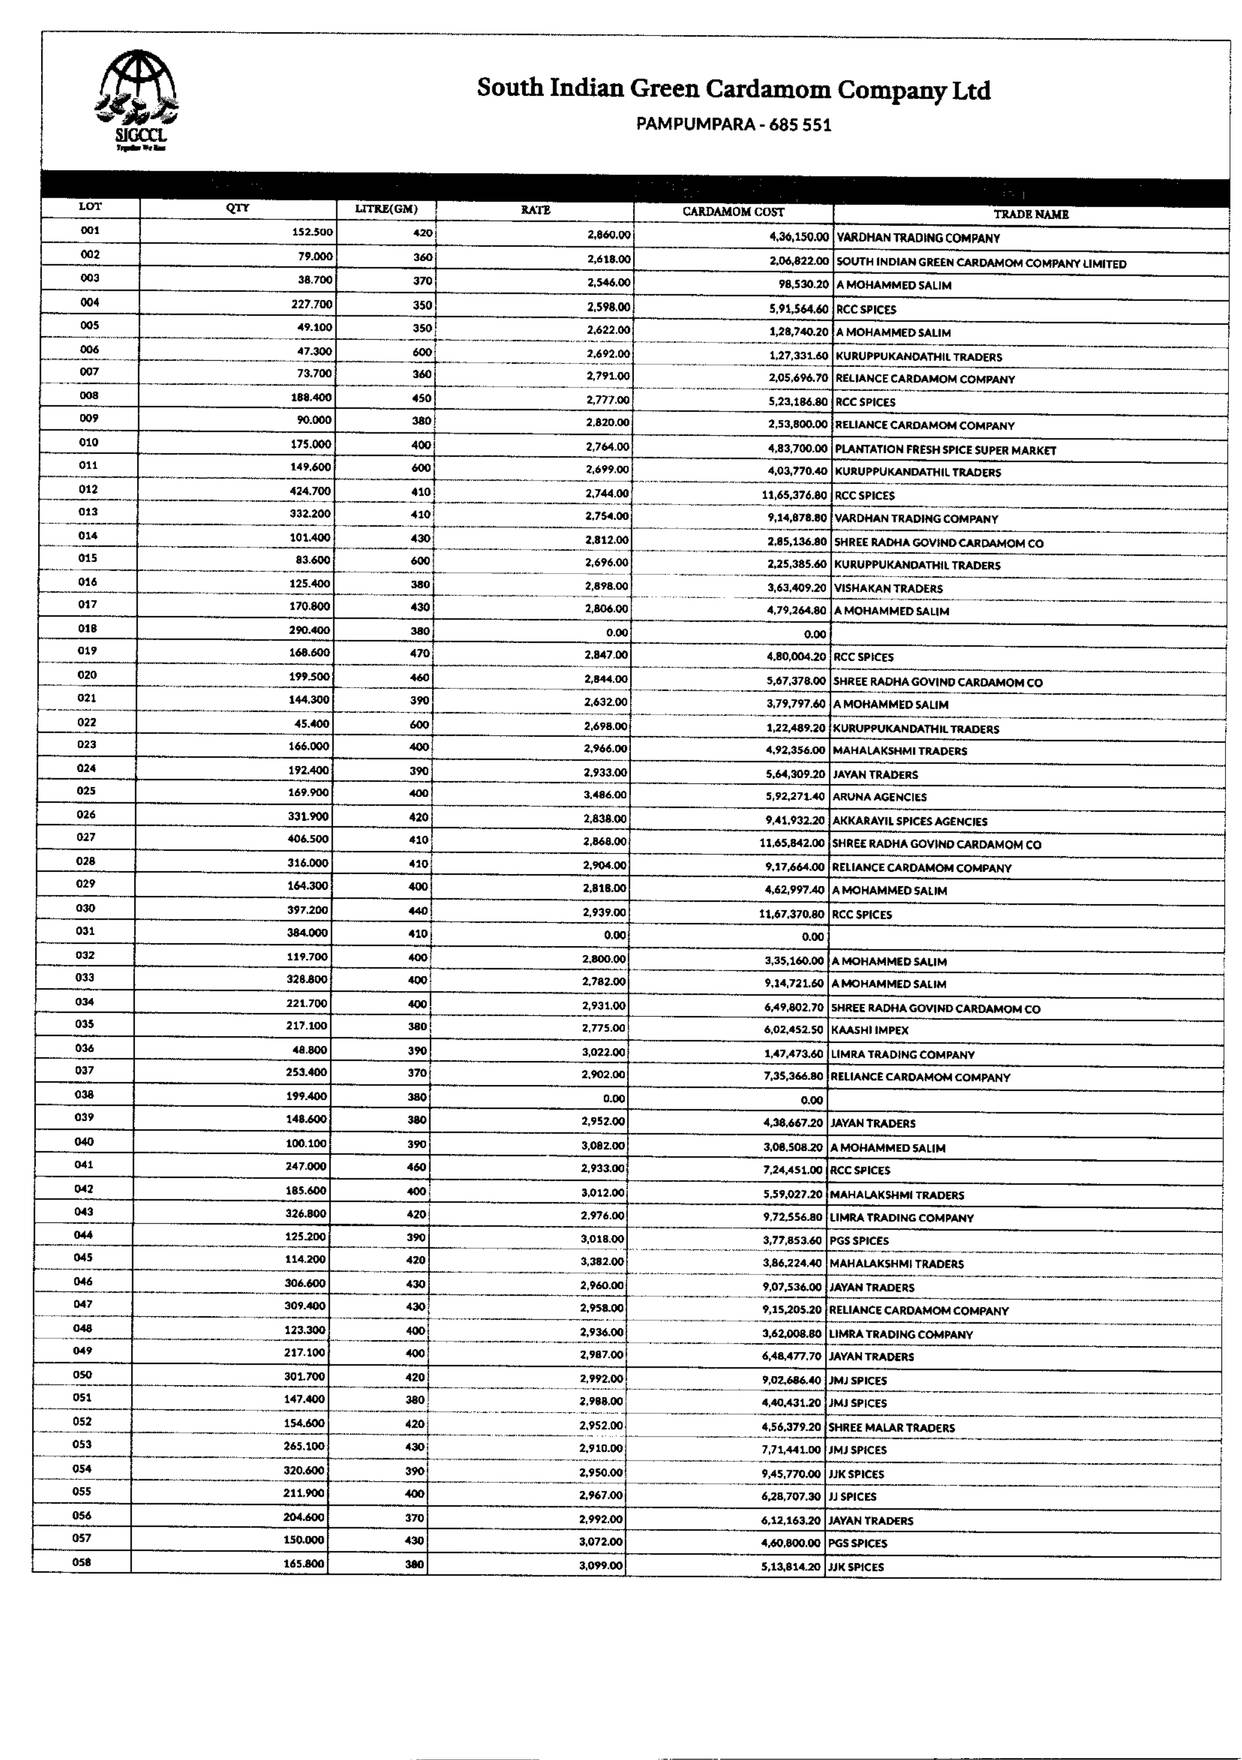 SIGCCL
Together We Rise
South Indian Green Cardamom Company Ltd
PAMPUMPARA - 685 551
LOT QTY LITRE(GM) RATE CARDAMOM COST TRADE NAME
001 152.500 420 2,860.00 4,36,150.00 VARDHAN TRADING COMPANY
002 79.000 360 2,618.00 2,06,822.00 SOUTH INDIAN GREEN CARDAMOM COMPANY LIMITED
003 38.700 370 2,546.00 98,530.20 A MOHAMMED SALIM
004 227.700 350 2,598.00 5,91,564.60 RCC SPICES
005 49.100 350 2,622.00 1,28,740.20 A MOHAMMED SALIM
006 47.300 600 2,692.00 1,27,331.60 KURUPPUKANDATHIL TRADERS
007 73.700 360 2,791.00 2,05,696.70 RELIANCE CARDAMOM COMPANY
008 188.400 450 2,777.00 5,23,186.80 RCC SPICES
009 90.000 380 2,820.00 2,53,800.00 RELIANCE CARDAMOM COMPANY
010 175.000 400 2,764.00 4,83,700.00 PLANTATION FRESH SPICE SUPER MARKET
011 149.600 600 2,699.00 4,03,770.40 KURUPPUKANDATHIL TRADERS
012 424.700 410 2,744.00 11,65,376.80 RCC SPICES
013 332.200 410 2,754.00 9,14,878.80 VARDHAN TRADING COMPANY
014 101.400 430 2,812.00 2,85,136.80 SHREE RADHA GOVIND CARDAMOM CO
015 83.600 600 2,696.00 2,25,385.60 KURUPPUKANDATHIL TRADERS
016 125.400 380 2,898.00 3,63,409.20 VISHAKAN TRADERS
017 170.800 430 2,806.00 4,79,264.80 A MOHAMMED SALIM
018 290.400 380 0.00 0.00
019 168.600 470 2,847.00 4,80,004.20 RCC SPICES
020 199.500 460 2,844.00 5,67,378.00 SHREE RADHA GOVIND CARDAMOM CO
021 144.300 390 2,632.00 3,79,797.60 A MOHAMMED SALIM
022 45.400 600 2,698.00 1,22,489.20 KURUPPUKANDATHIL TRADERS
023 166.000 400 2,966.00 4,92,356.00 MAHALAKSHMI TRADERS
024 192.400 390 2,933.00 5,64,309.20 JAYAN TRADERS
025 169.900 400 3,486.00 5,92,271.40 ARUNA AGENCIES
026 331.900 420 2,838.00 9,41,932.20 AKKARAYIL SPICES AGENCIES
027 406.500 410 2,868.00 11,65,842.00 SHREE RADHA GOVIND CARDAMOM CO
028 316.000 410 2,904.00 9,17,664.00 RELIANCE CARDAMOM COMPANY
029 164.300 400 2,818.00 4,62,997.40 A MOHAMMED SALIM
030 397.200 440 2,939.00 11,67,370.80 RCC SPICES
031 384.000 410 0.00 0.00
032 119.700 400 2,800.00 3,35,160.00 A MOHAMMED SALIM
033 328.800 400 2,782.00 9,14,721.60 A MOHAMMED SALIM
034 221.700 400 2,931.00 6,49,802.70 SHREE RADHA GOVIND CARDAMOM CO
035 217.100 380 2,775.00 6,02,452.50 KAASHI IMPEX
036 48.800 390 3,022.00 1,47,473.60 LIMRA TRADING COMPANY
037 253.400 370 2,902.00 7,35,366.80 RELIANCE CARDAMOM COMPANY
038 199.400 380 0.00 0.00
039 148.600 380 2,952.00 4,38,667.20 JAYAN TRADERS
040 100.100 390 3,082.00 3,08,508.20 A MOHAMMED SALIM
041 247.000 460 2,933.00 7,24,451.00 RCC SPICES
042 185.600 400 3,012.00 5,59,027.20 MAHALAKSHMI TRADERS
043 326.800 420 2,976.00 9,72,556.80 LIMRA TRADING COMPANY
044 125.200 390 3,018.00 3,77,853.60 PGS SPICES
045 114.200 420 3,382.00 3,86,224.40 MAHALAKSHMI TRADERS
046 306.600 430 2,960.00 9,07,536.00 JAYAN TRADERS
047 309.400 430 2,958.00 9,15,205.20 RELIANCE CARDAMOM COMPANY
048 123.300 400 2,936.00 3,62,008.80 LIMRA TRADING COMPANY
049 217.100 400 2,987.00 6,48,477.70 JAYAN TRADERS
050 301.700 420 2,992.00 9,02,686.40 JMJ SPICES
051 147.400 380 2,988.00 4,40,431.20 JMJ SPICES
052 154.600 420 2,952.00 4,56,379.20 SHREE MALAR TRADERS
053 265.100 430 2,910.00 7,71,441.00 JMJ SPICES
054 320.600 390 2,950.00 9,45,770.00 JJK SPICES
055 211.900 400 2,967.00 6,28,707.30 JJ SPICES
056 204.600 370 2,992.00 6,12,163.20 JAYAN TRADERS
057 150.000 430 3,072.00 4,60,800.00 PGS SPICES
058 165.800 380 3,099.00 5,13,814.20 JJK SPICES